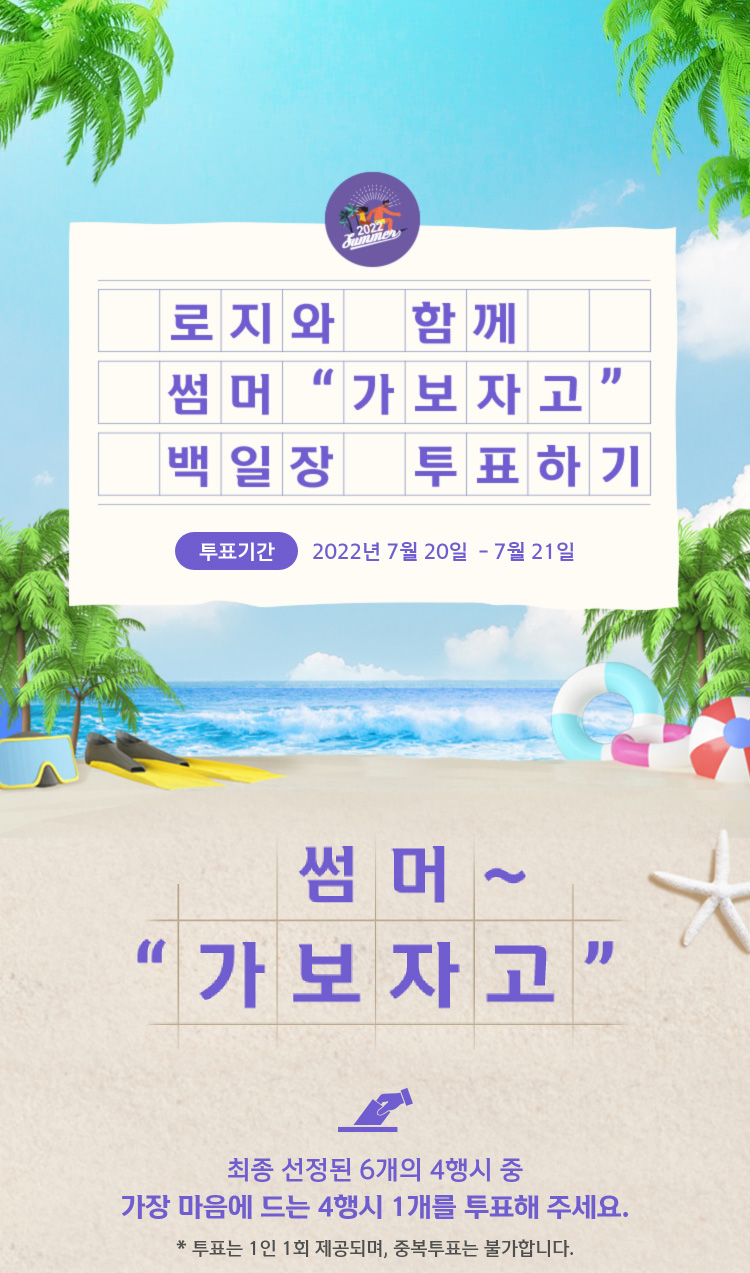 2022
Summer
로지와 함께
썸머 “가보자고”
백일장 투표하기
투표기간 2022년 7월 20일 - 7월 21일
썸머~
“가보자고”
최종 선정된 6개의 4행시 중
가장 마음에 드는 4행시 1개를 투표해 주세요.
* 투표는 1인 1회 제공되며, 중복투표는 불가합니다.